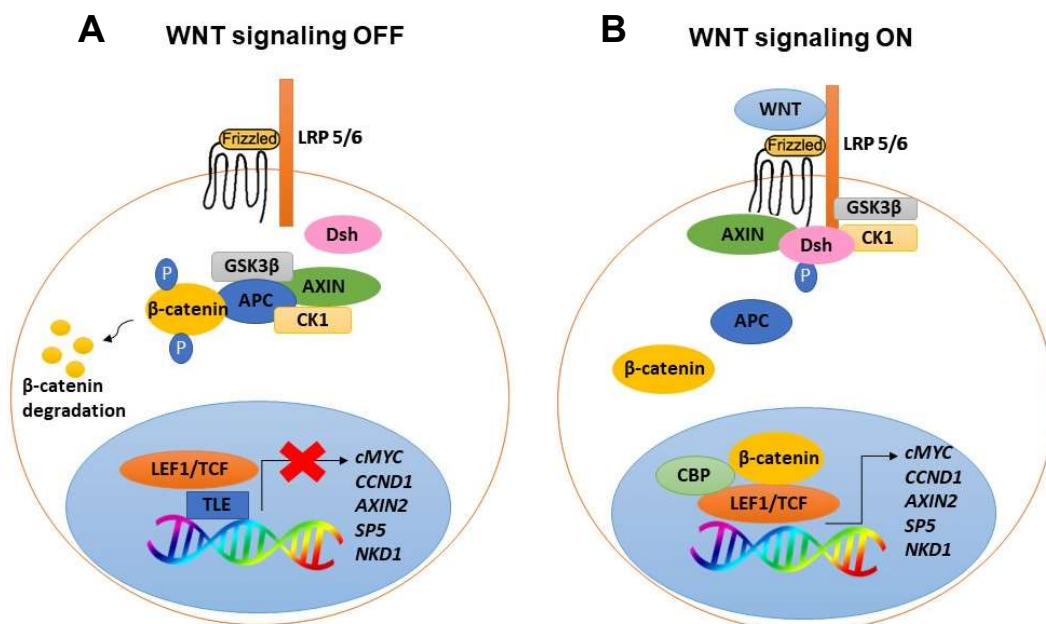 A
WNT signaling OFF
Frizzled
LRP 5/6
Dsh
GSK3β
AXIN
APC
CK1
P
β-catenin
P
β-catenin
degradation
LEF1/TCF
TLE
cMYC
CCND1
AXIN2
SP5
NKD1
B
WNT signaling ON
WNT
Frizzled
LRP 5/6
GSK3β
AXIN
Dsh
CK1
P
APC
β-catenin
β-catenin
CBP
LEF1/TCF
cMYC
CCND1
AXIN2
SP5
NKD1